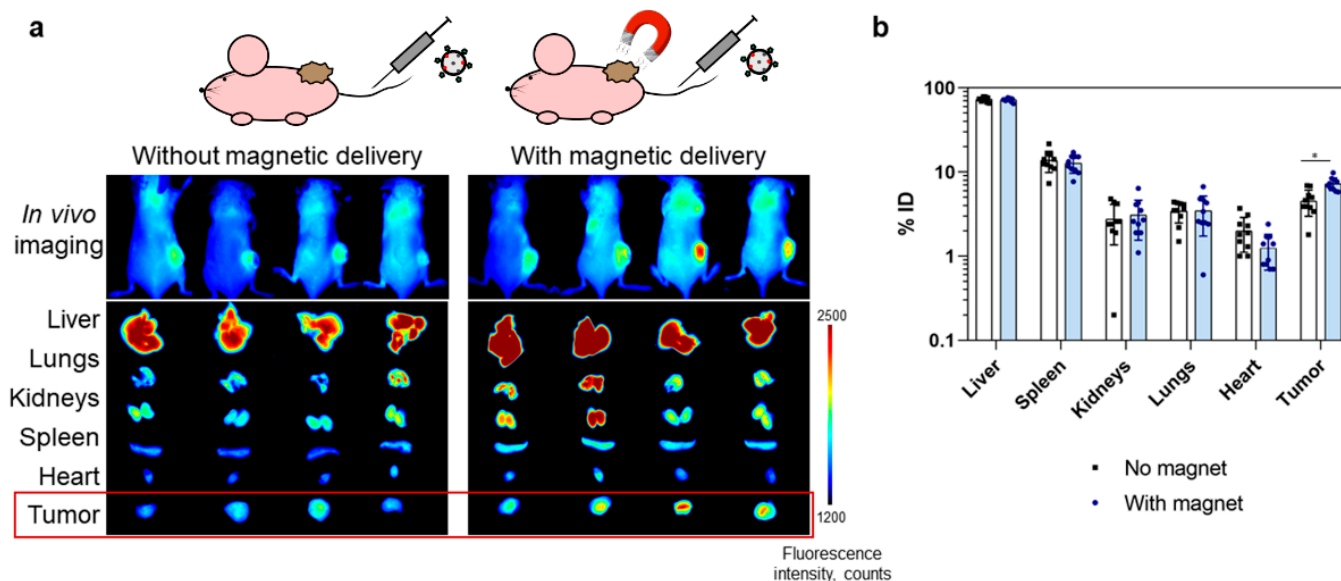 a
Without magnetic delivery
With magnetic delivery
In vivo
imaging
Liver
Lungs
Kidneys
Spleen
Heart
Tumor
2500
1200
Fluorescence
intensity, counts
b
% ID
100
10
1
0.1
Liver
Spleen
Kidneys
Lungs
Heart
Tumor
*
No magnet
With magnet